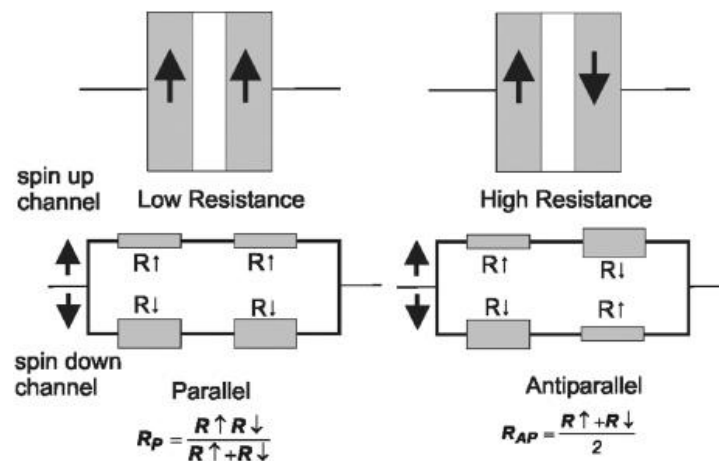 spin up
channel
Low Resistance
High Resistance
R↑ R↑
R↓ R↓
R↑ R↓
R↓ R↑
spin down
channel
Parallel
Antiparallel
R_P = R↑R↓ / R↑+R↓
R_AP = R↑+R↓ / 2